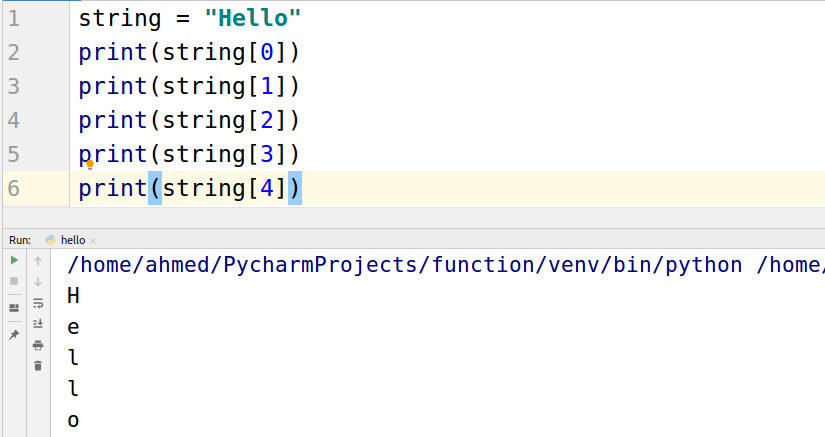 1 string = "Hello"
2 print(string[0])
3 print(string[1])
4 print(string[2])
5 print(string[3])
6 print(string[4])
Run: hello ×
/home/ahmed/PycharmProjects/function/venv/bin/python /home/
H
e
l
l
o